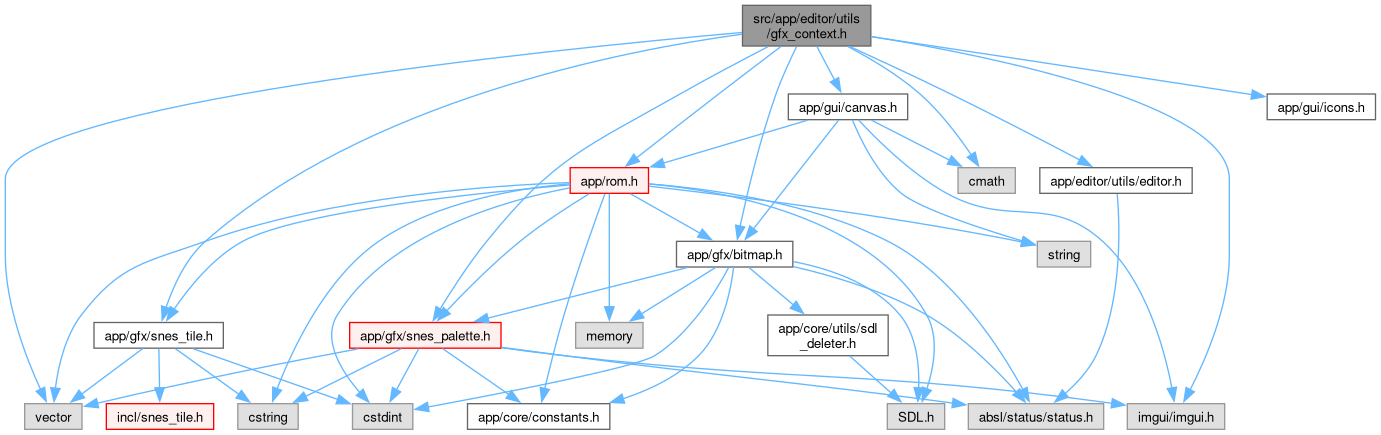 src/app/editor/utils
/gfx_context.h
app/gui/canvas.h
app/gui/icons.h
app/rom.h
cmath
app/editor/utils/editor.h
app/gfx/bitmap.h
string
app/gfx/snes_tile.h
app/gfx/snes_palette.h
memory
app/core/utils/sdl
_deleter.h
vector
incl/snes_tile.h
cstring
cstdint
app/core/constants.h
SDL.h
absl/status/status.h
imgui/imgui.h